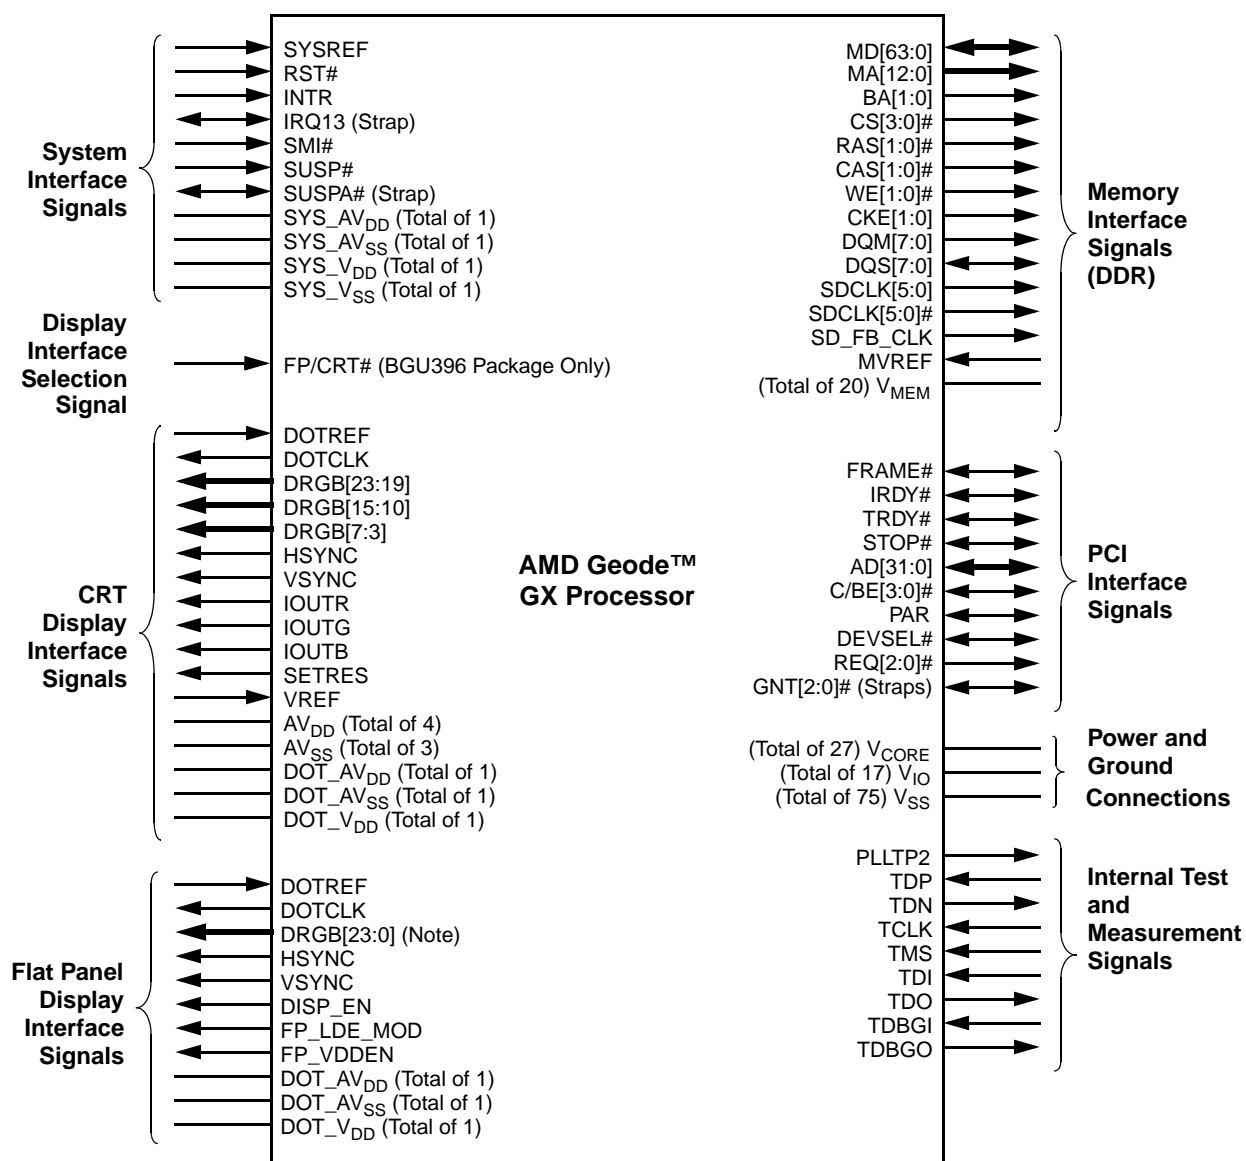 System
Interface
Signals
SYSREF
RST#
INTR
IRQ13 (Strap)
SMI#
SUSP#
SUSPA# (Strap)
SYS_AVDD (Total of 1)
SYS_AVSS (Total of 1)
SYS_VDD (Total of 1)
SYS_VSS (Total of 1)
Display
Interface
Selection
Signal
FP/CRT# (BGU396 Package Only)
CRT
Display
Interface
Signals
DOTREF
DOTCLK
DRGB[23:19]
DRGB[15:10]
DRGB[7:3]
HSYNC
VSYNC
IOUTR
IOUTG
IOUTB
SETRES
VREF
AVDD (Total of 4)
AVSS (Total of 3)
DOT_AVDD (Total of 1)
DOT_AVSS (Total of 1)
DOT_VDD (Total of 1)
Flat Panel
Display
Interface
Signals
DOTREF
DOTCLK
DRGB[23:0] (Note)
HSYNC
VSYNC
DISP_EN
FP_LDE_MOD
FP_VDDEN
DOT_AVDD (Total of 1)
DOT_AVSS (Total of 1)
DOT_VDD (Total of 1)
AMD Geode™
GX Processor
MD[63:0]
MA[12:0]
BA[1:0]
CS[3:0]#
RAS[1:0]#
CAS[1:0]#
WE[1:0]#
CKE[1:0]
DQM[7:0]
DQS[7:0]
SDCLK[5:0]
SDCLK[5:0]#
SD_FB_CLK
MVREF
(Total of 20) VMEM
Memory
Interface
Signals
(DDR)
FRAME#
IRDY#
TRDY#
STOP#
AD[31:0]
C/BE[3:0]#
PAR
DEVSEL#
REQ[2:0]#
GNT[2:0]# (Straps)
PCI
Interface
Signals
(Total of 27) VCORE
(Total of 17) VIO
(Total of 75) VSS
Power and
Ground
Connections
PLLTP2
TDP
TDN
TCLK
TMS
TDI
TDO
TDBGI
TDBGO
Internal Test
and
Measurement
Signals